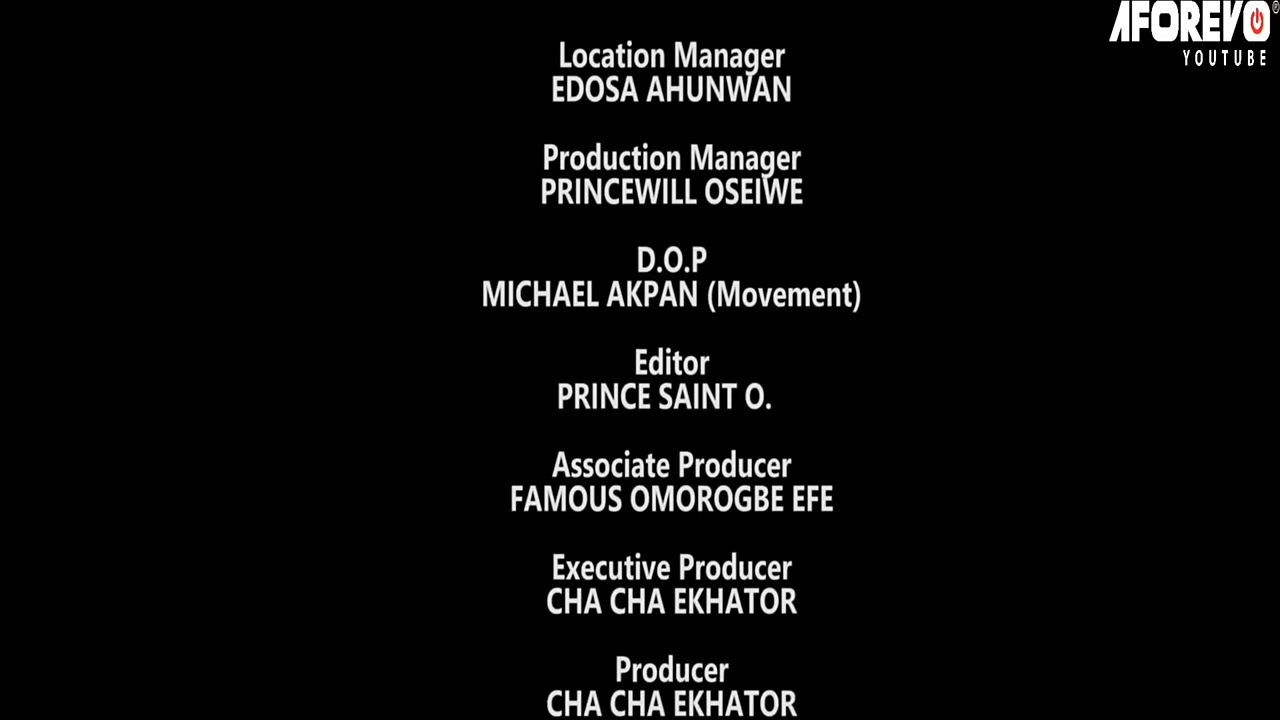 AFOREVO
YOUTUBE
Location Manager
EDOSA AHUNWAN
Production Manager
PRINCEWILL OSEIWE
D.O.P
MICHAEL AKPAN (Movement)
Editor
PRINCE SAINT O.
Associate Producer
FAMOUS OMOROGBE EFE
Executive Producer
CHA CHA EKHATOR
Producer
CHA CHA EKHATOR